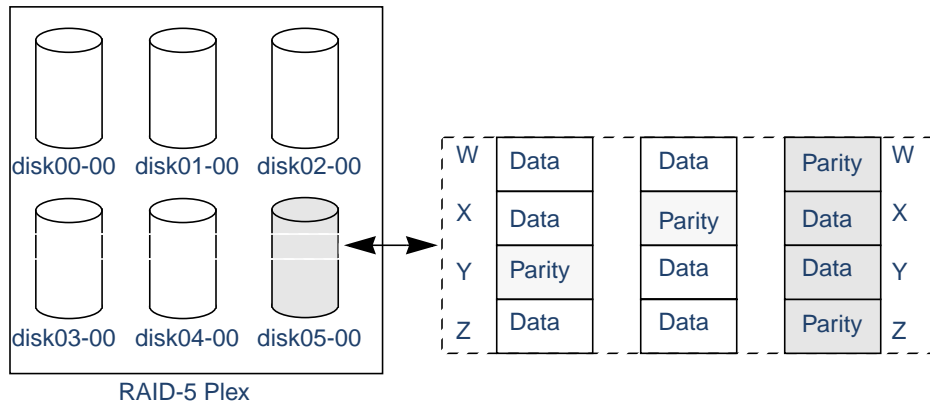 disk00-00 disk01-00 disk02-00
disk03-00 disk04-00 disk05-00
RAID-5 Plex
W Data Data Parity W
X Data Parity Data X
Y Parity Data Data Y
Z Data Data Parity Z